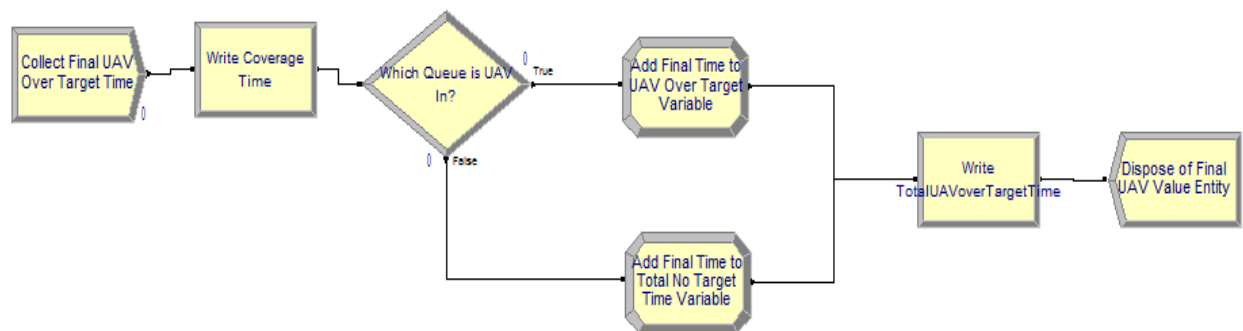 Collect Final UAV
Over Target Time
0
Write Coverage
Time
Which Queue is UAV
In?
0
True
0
False
Add Final Time to
UAV Over Target
Variable
Add Final Time to
Total No Target
Time Variable
Write
TotalUAVoverTargetTime
Dispose of Final
UAV Value Entity